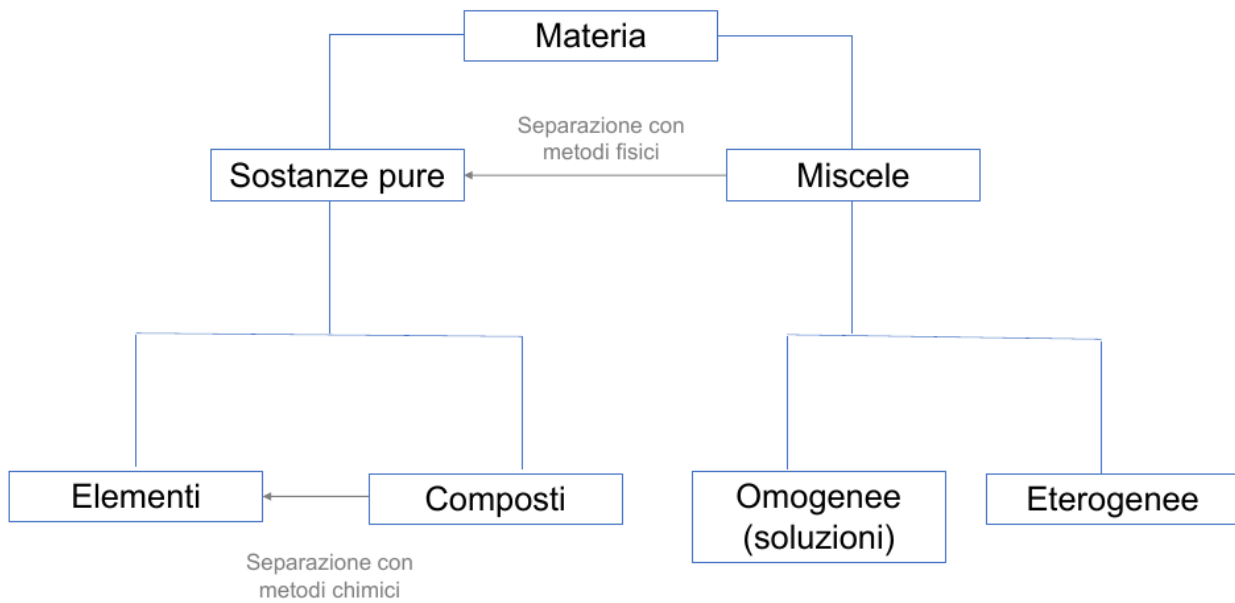 Materia
Separazione con
metodi fisici
Sostanze pure
Miscele
Elementi
Composti
Omogenee
(soluzioni)
Eterogenee
Separazione con
metodi chimici